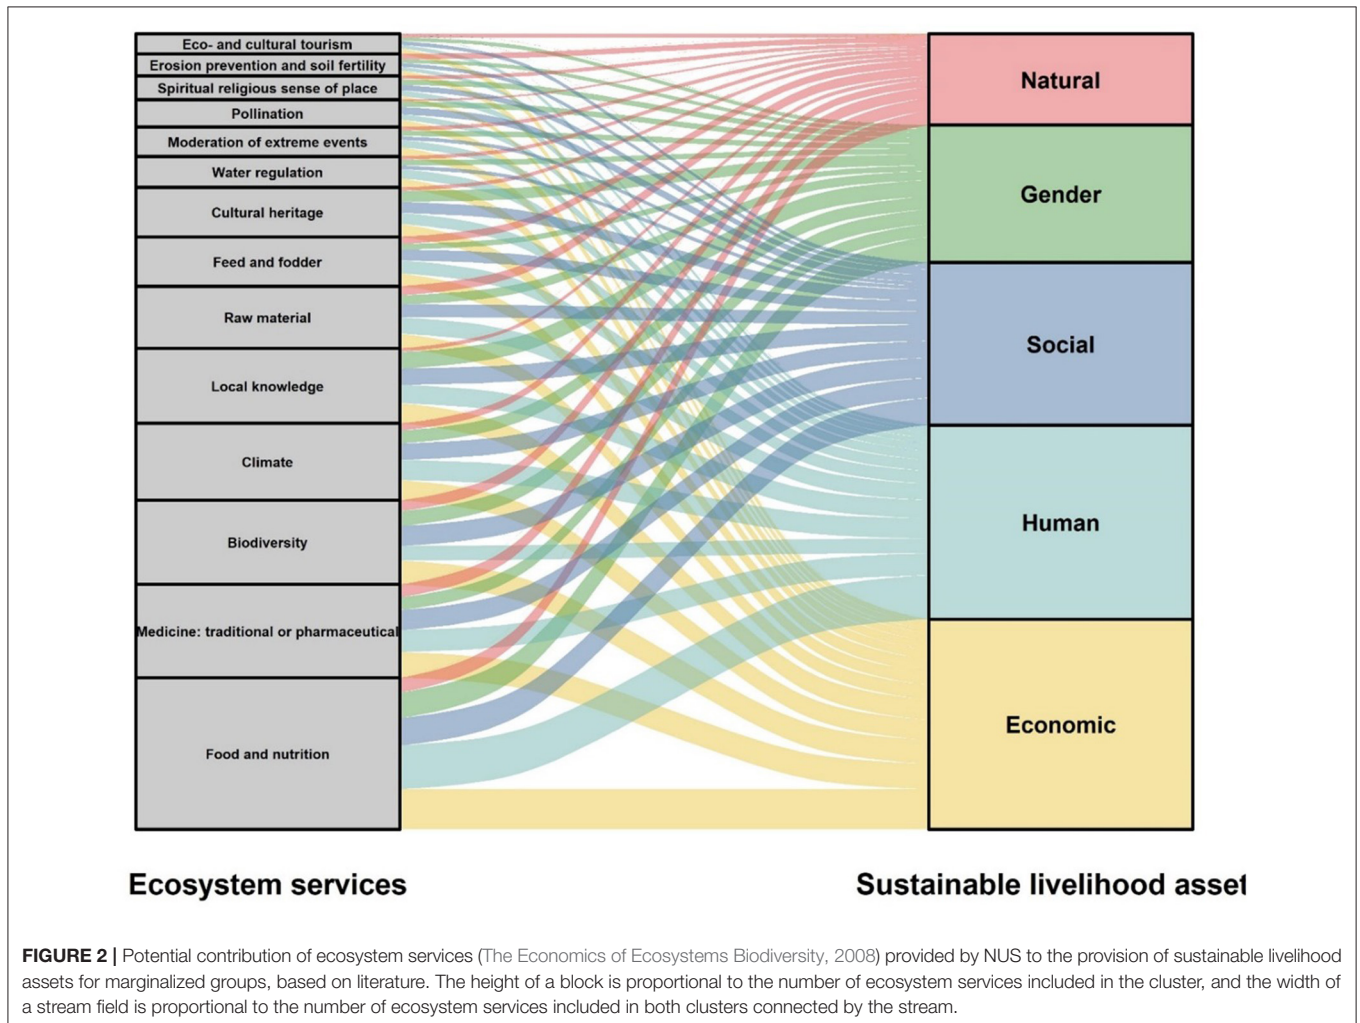 Eco- and cultural tourism
Erosion prevention and soil fertility
Spiritual religious sense of place
Pollination
Moderation of extreme events
Water regulation
Cultural heritage
Feed and fodder
Raw material
Local knowledge
Climate
Biodiversity
Medicine: traditional or pharmaceutical
Food and nutrition
Natural
Gender
Social
Human
Economic
Ecosystem services
Sustainable livelihood asset
FIGURE 2 | Potential contribution of ecosystem services (The Economics of Ecosystems Biodiversity, 2008) provided by NUS to the provision of sustainable livelihood
assets for marginalized groups, based on literature. The height of a block is proportional to the number of ecosystem services included in the cluster, and the width of
a stream field is proportional to the number of ecosystem services included in both clusters connected by the stream.